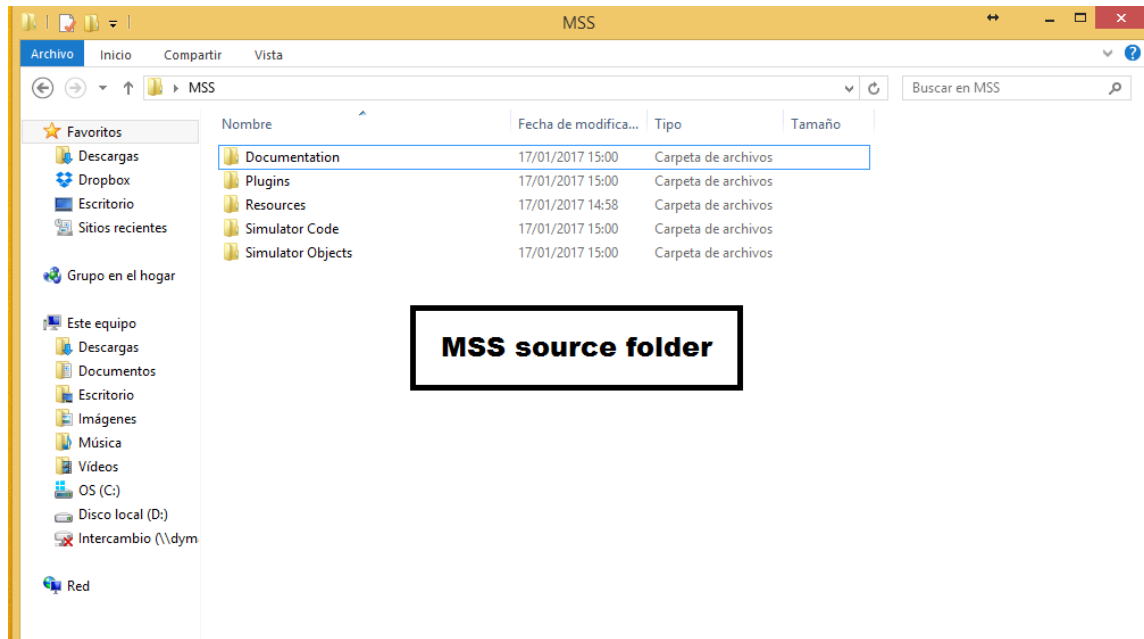 MSS
Archivo Inicio Compartir Vista
MSS Buscar en MSS
Nombre Fecha de modifica... Tipo Tamaño
Favoritos
Descargas
Dropbox
Escritorio
Sitios recientes
Grupo en el hogar
Este equipo
Descargas
Documentos
Escritorio
Imágenes
Música
Vídeos
OS (C:)
Disco local (D:)
Intercambio (\\dym
Red
Documentation 17/01/2017 15:00 Carpeta de archivos
Plugins 17/01/2017 15:00 Carpeta de archivos
Resources 17/01/2017 14:58 Carpeta de archivos
Simulator Code 17/01/2017 15:00 Carpeta de archivos
Simulator Objects 17/01/2017 15:00 Carpeta de archivos
MSS source folder